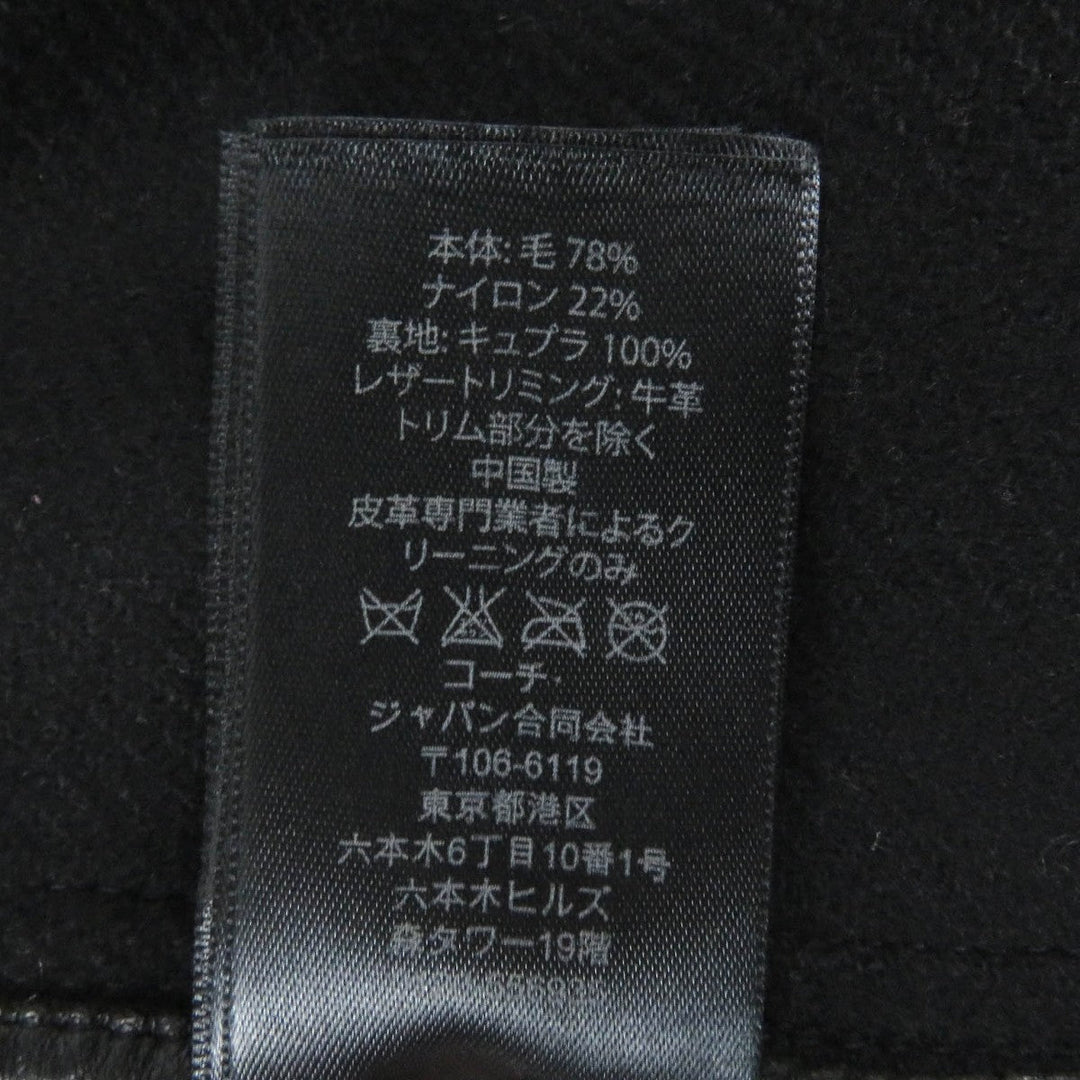 本体: 毛 78%
ナイロン 22%
裏地: キュプラ 100%
レザートリミング: 牛革
トリム部分を除く
中国製
皮革専門業者によるク
リーニングのみ
コーチ・
ジャパン合同会社
〒106-6119
東京都港区
六本木6丁目10番1号
六本木ヒルズ
森タワー19階